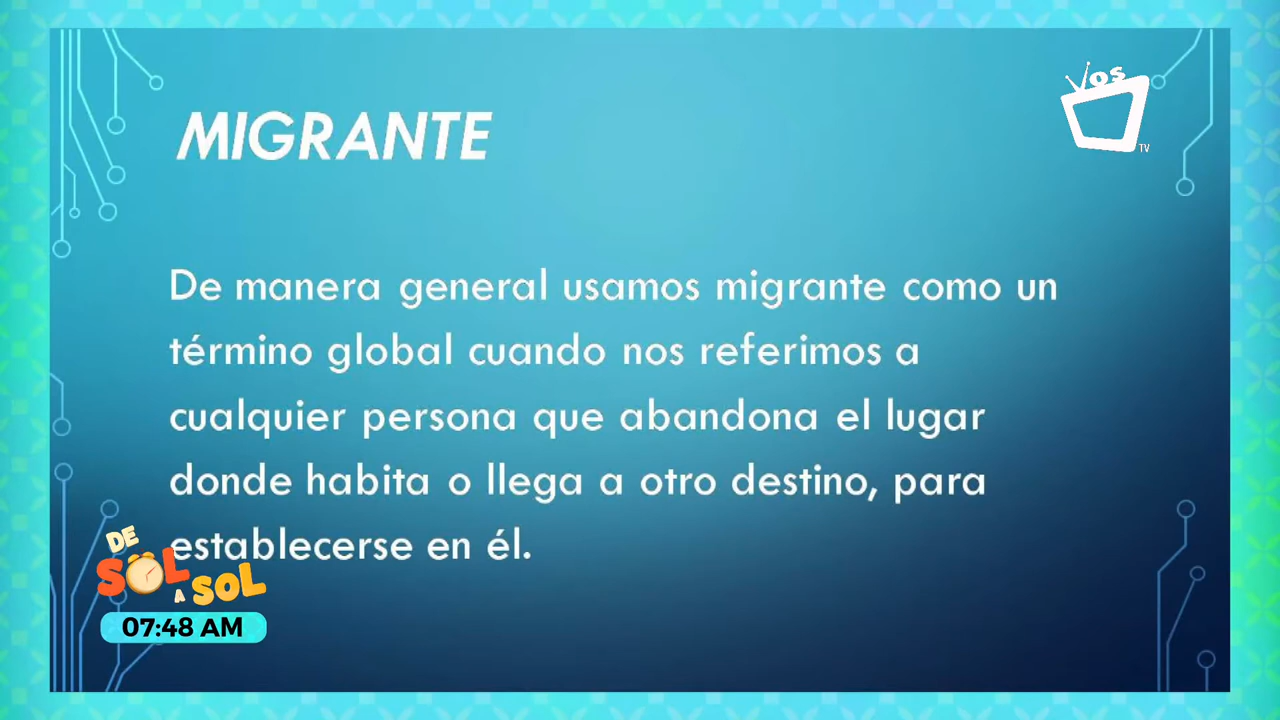 VOS
TV
MIGRANTE
De manera general usamos migrante como un
término global cuando nos referimos a
cualquier persona que abandona el lugar
donde habita o llega a otro destino, para
establecerse en él.
DE
SOL
A SOL
07:48 AM